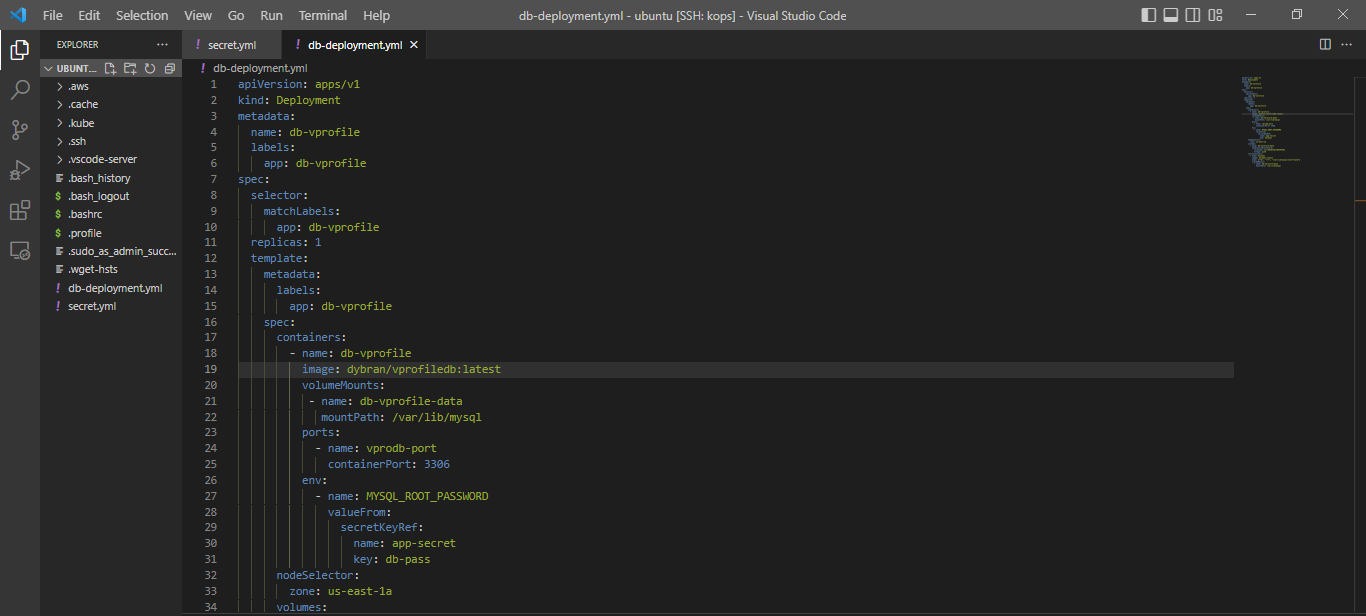 File Edit Selection View Go Run Terminal Help db-deployment.yml - ubuntu [SSH: kops] - Visual Studio Code
EXPLORER ···
UBUNT...
.aws
.cache
.kube
.ssh
.vscode-server
.bash_history
$ .bash_logout
$ .bashrc
$ .profile
.sudo_as_admin_succ...
.wget-hsts
! db-deployment.yml
! secret.yml
! secret.yml ! db-deployment.yml
! db-deployment.yml
1 apiVersion: apps/v1
2 kind: Deployment
3 metadata:
4 name: db-vprofile
5 labels:
6 app: db-vprofile
7 spec:
8 selector:
9 matchLabels:
10 app: db-vprofile
11 replicas: 1
12 template:
13 metadata:
14 labels:
15 app: db-vprofile
16 spec:
17 containers:
18 - name: db-vprofile
19 image: dybran/vprofiledb:latest
20 volumeMounts:
21 - name: db-vprofile-data
22 mountPath: /var/lib/mysql
23 ports:
24 - name: vprodb-port
25 containerPort: 3306
26 env:
27 - name: MYSQL_ROOT_PASSWORD
28 valueFrom:
29 secretKeyRef:
30 name: app-secret
31 key: db-pass
32 nodeSelector:
33 zone: us-east-1a
34 volumes: